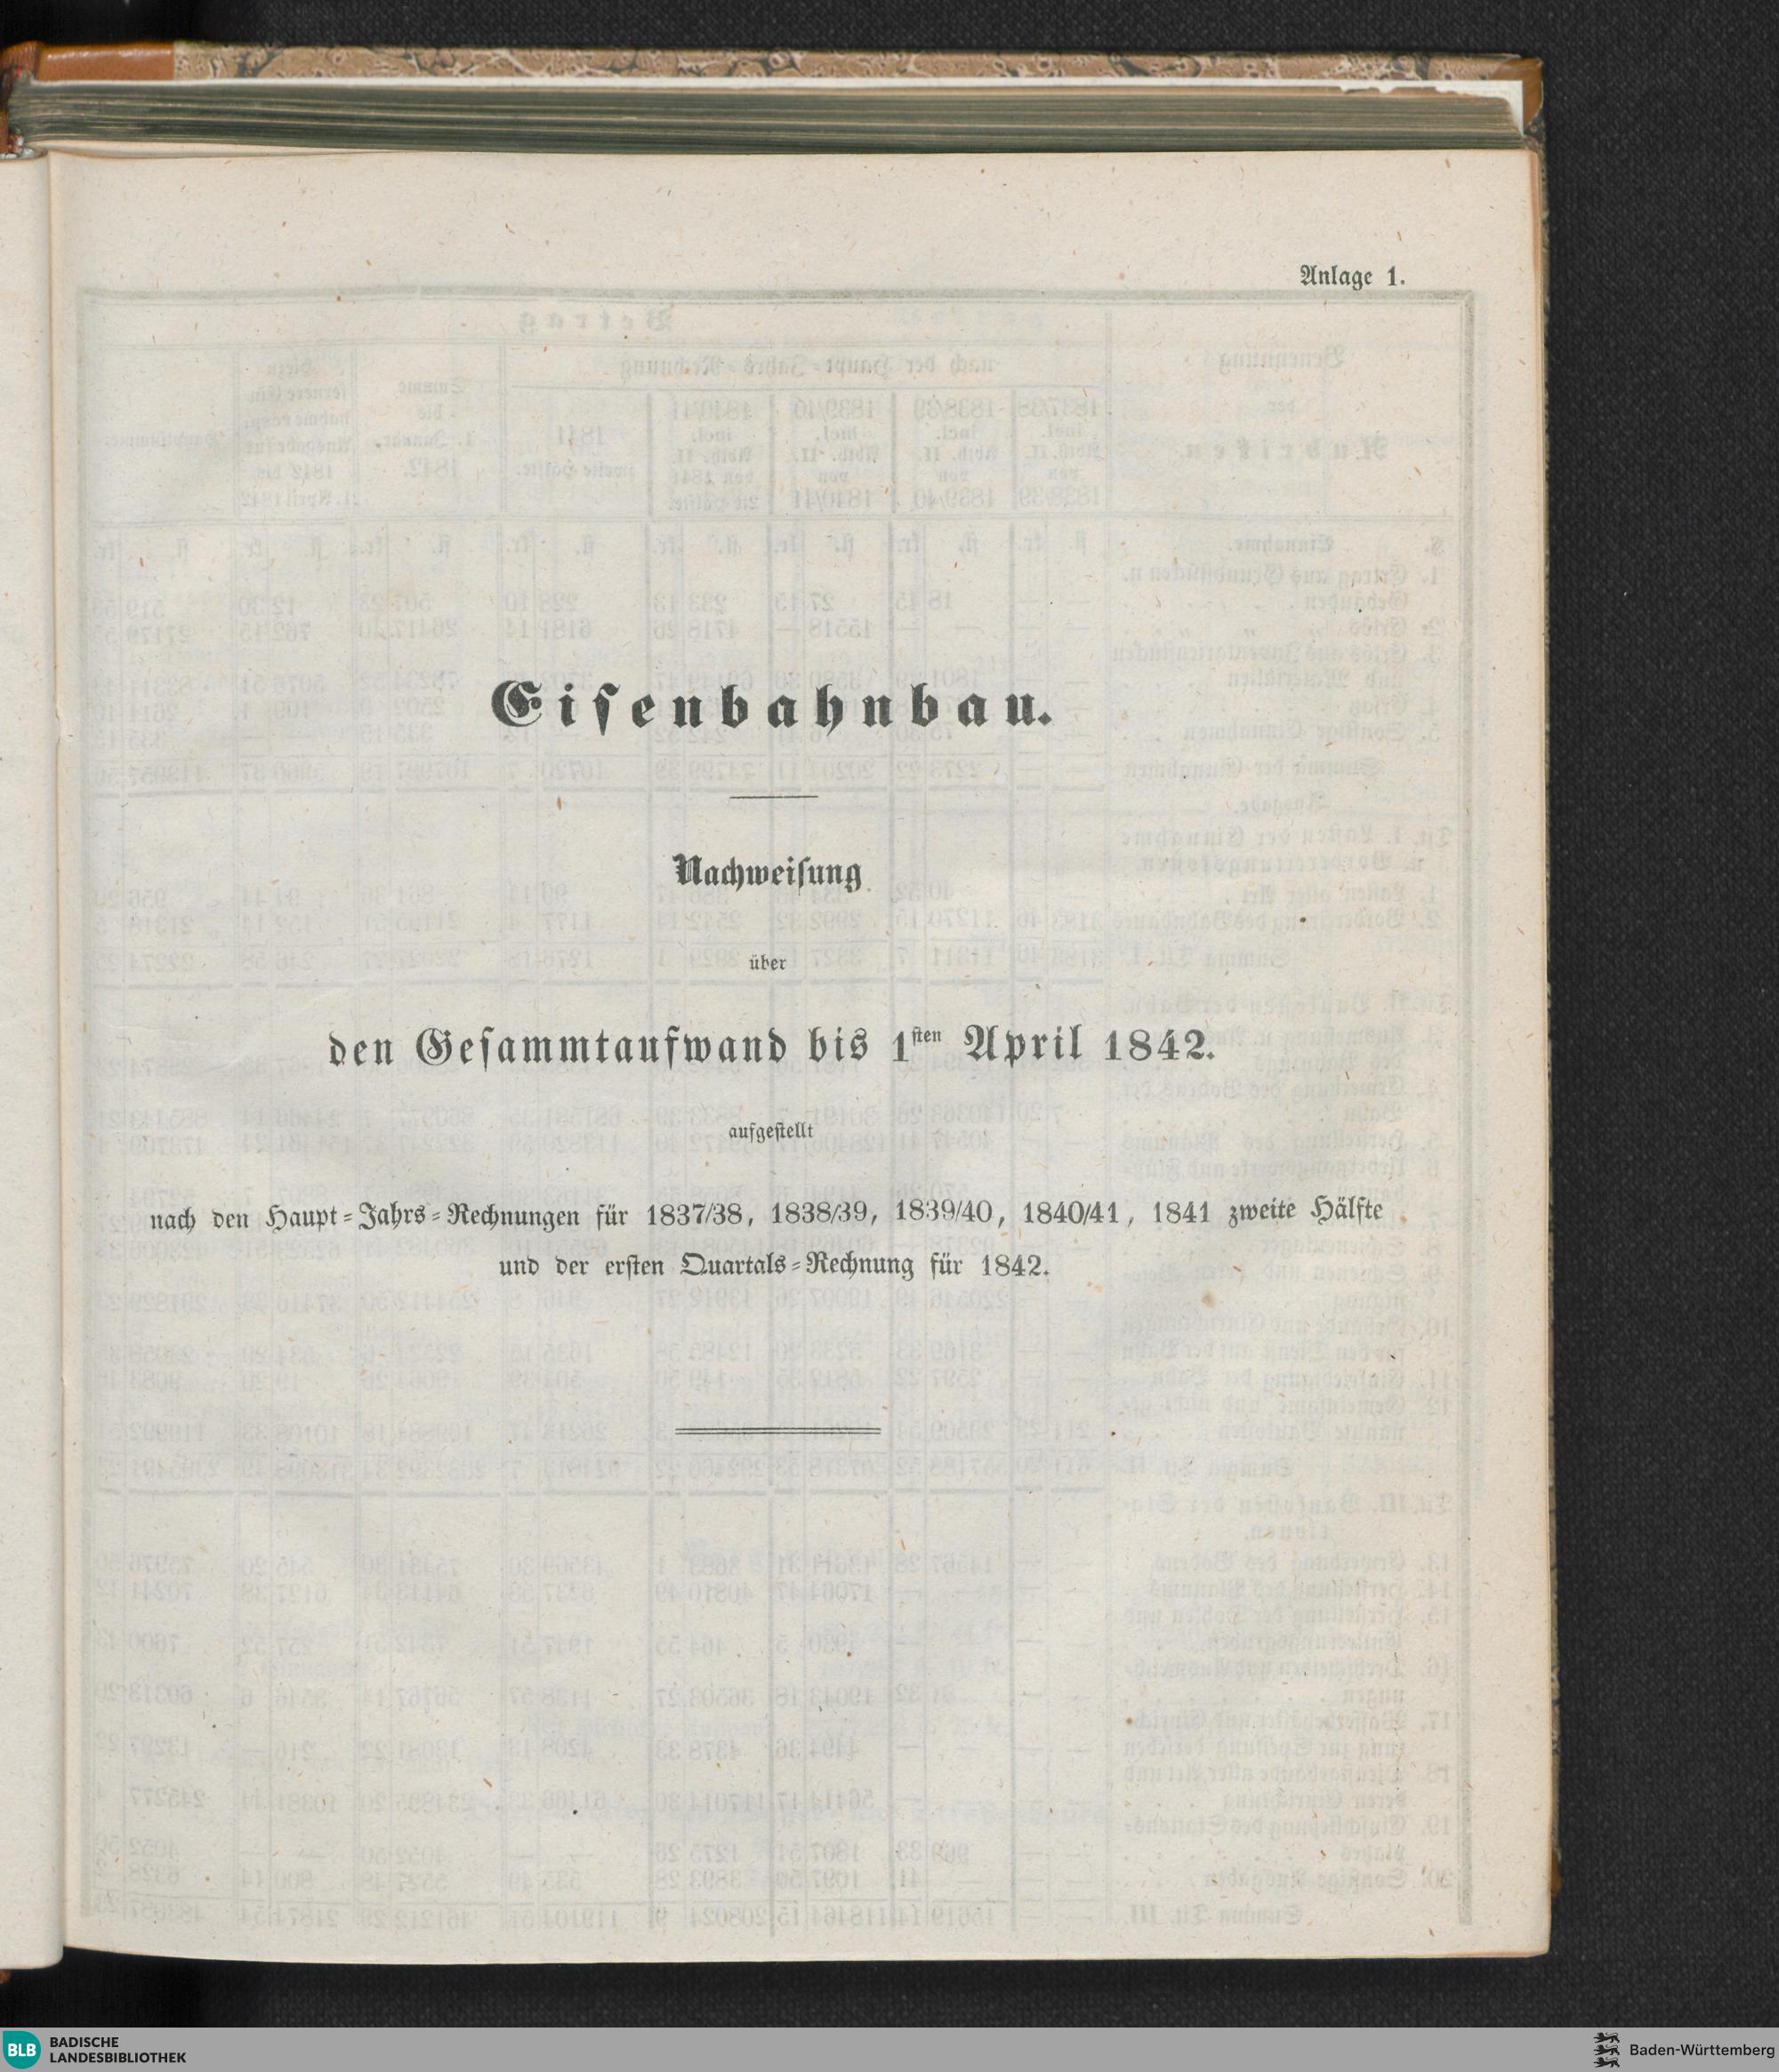 Anlage 1.
Eisenbahnbau.
Nachweisung
über
den Gesammtaufwand bis 1sten April 1842.
aufgestellt
nach den Haupt-Jahrs-Rechnungen für 1837/38, 1838/39, 1839/40, 1840/41, 1841 zweite Hälfte
und der ersten Quartals-Rechnung für 1842.
BLB BADISCHE
LANDESBIBLIOTHEK
Baden-Württemberg